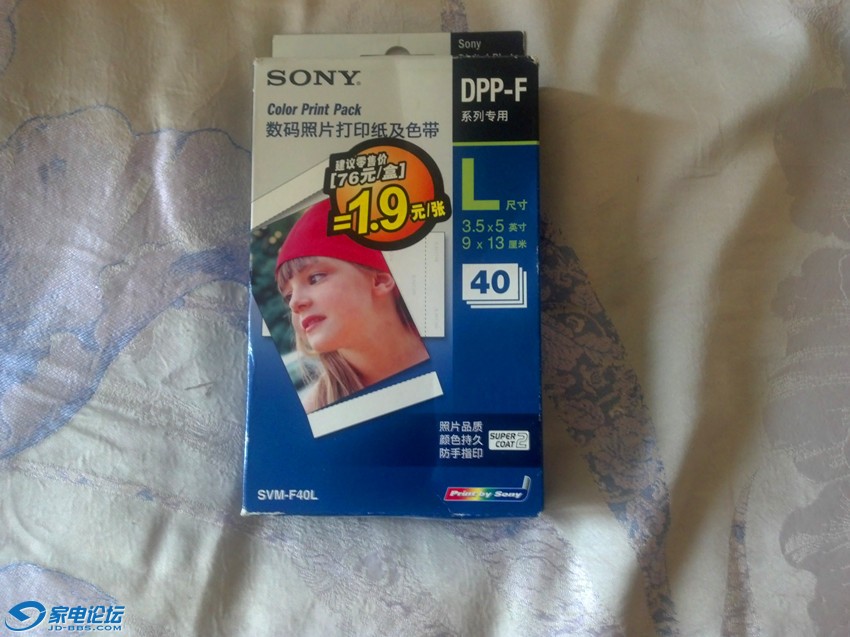 Sony
SONY
Color Print Pack
数码照片打印纸及色带
建议零售价
[76元/盒]
=1.9元/张
DPP-F
系列专用
L 尺寸
3.5x5 英寸
9 x 13 厘米
40
照片品质
颜色持久
防手指印
SUPER
COAT 2
SVM-F40L
Print by Sony
家电论坛
JD-BBS.COM